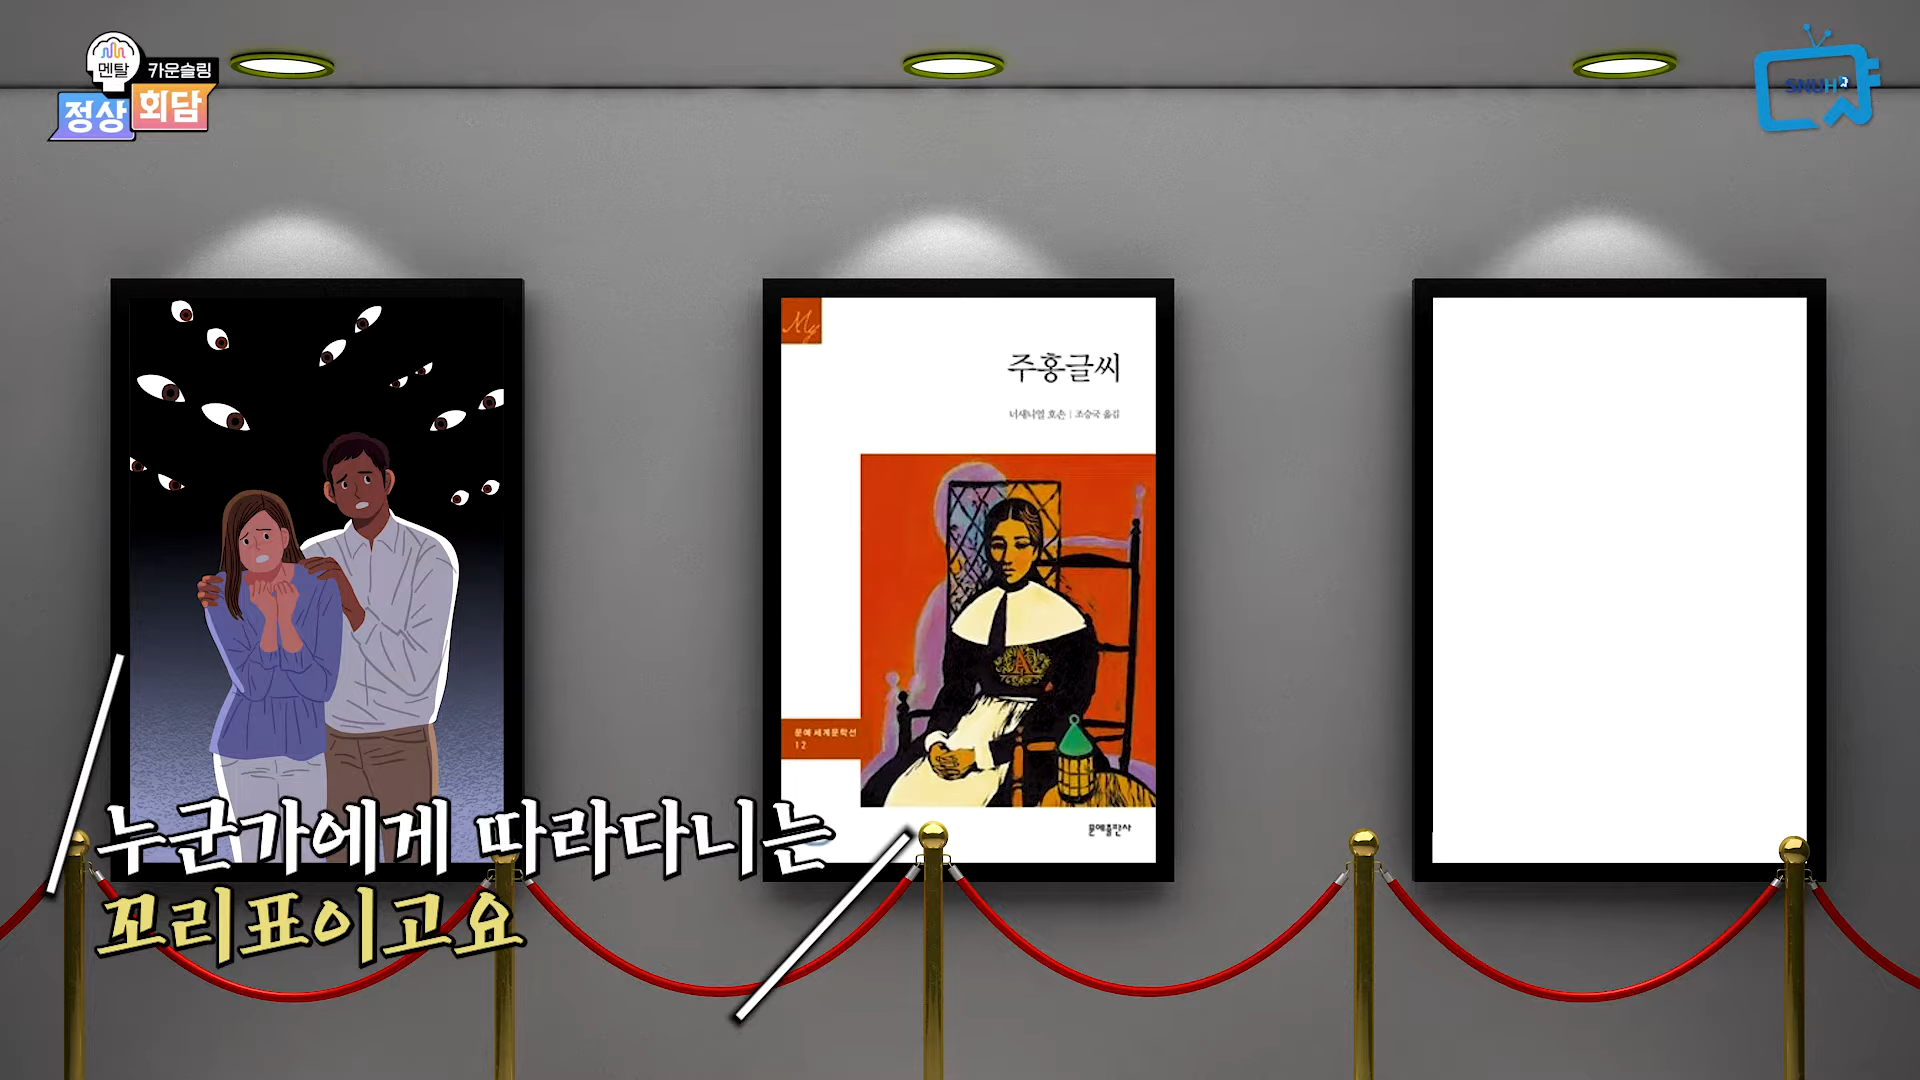 멘탈
카운슬링
정상
회담
SNUH
My
주홍글씨
너새니얼 호손 | 조승국 옮김
A
문예 세계문학선
12
문예출판사
누군가에게 따라다니는
꼬리표이고요